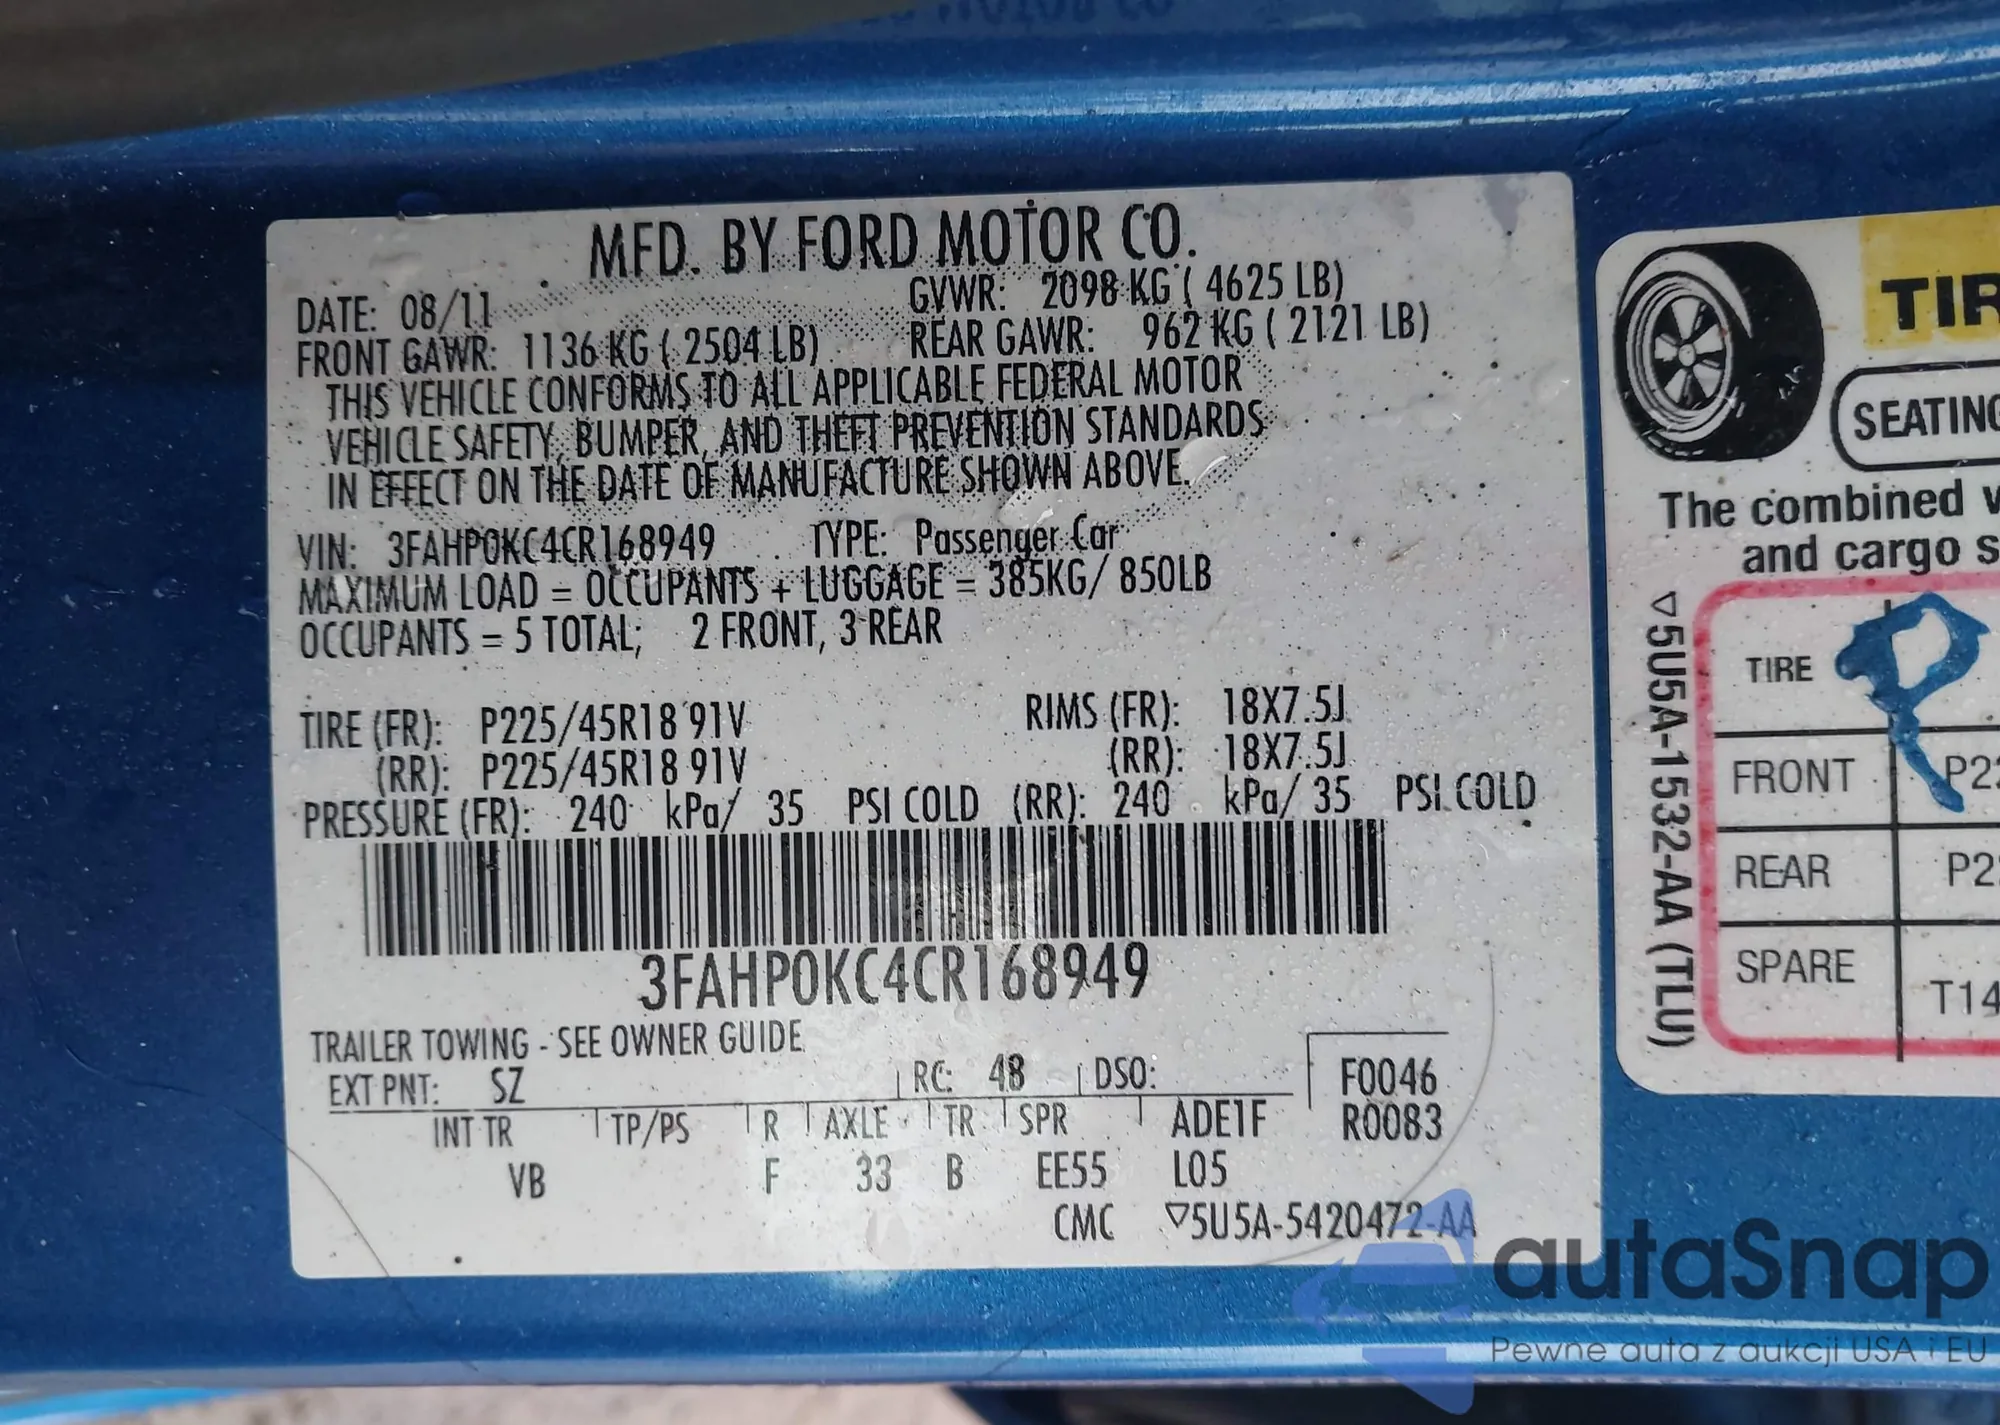 MFD. BY FORD MOTOR CO.
DATE: 08/11
GVWR: 2098 KG ( 4625 LB)
FRONT GAWR: 1136 KG ( 2504 LB)
REAR GAWR: 962 KG ( 2121 LB)
THIS VEHICLE CONFORMS TO ALL APPLICABLE FEDERAL MOTOR
VEHICLE SAFETY, BUMPER, AND THEFT PREVENTION STANDARDS
IN EFFECT ON THE DATE OF MANUFACTURE SHOWN ABOVE.
VIN: 3FAHP0KC4CR168949 TYPE: Passenger Car
MAXIMUM LOAD = OCCUPANTS + LUGGAGE = 385KG/ 850LB
OCCUPANTS = 5 TOTAL; 2 FRONT, 3 REAR
TIRE (FR): P225/45R18 91V RIMS (FR): 18X7.5J
(RR): P225/45R18 91V (RR): 18X7.5J
PRESSURE (FR): 240 kPa/ 35 PSI COLD (RR): 240 kPa/ 35 PSI COLD
3FAHP0KC4CR168949
TRAILER TOWING - SEE OWNER GUIDE
EXT PNT: SZ RC: 48 DSO: F0046
INT TR TP/PS R AXLE TR SPR ADE1F R0083
VB F 33 B EE55 L05
CMC ▽5U5A-5420472-AA
TIR
SEATING
The combined
and cargo s
▽5U5A-1532-AA (TLU)
TIRE
FRONT P22
REAR P22
SPARE T14
autaSnap
Pewne auta z aukcji USA i EU